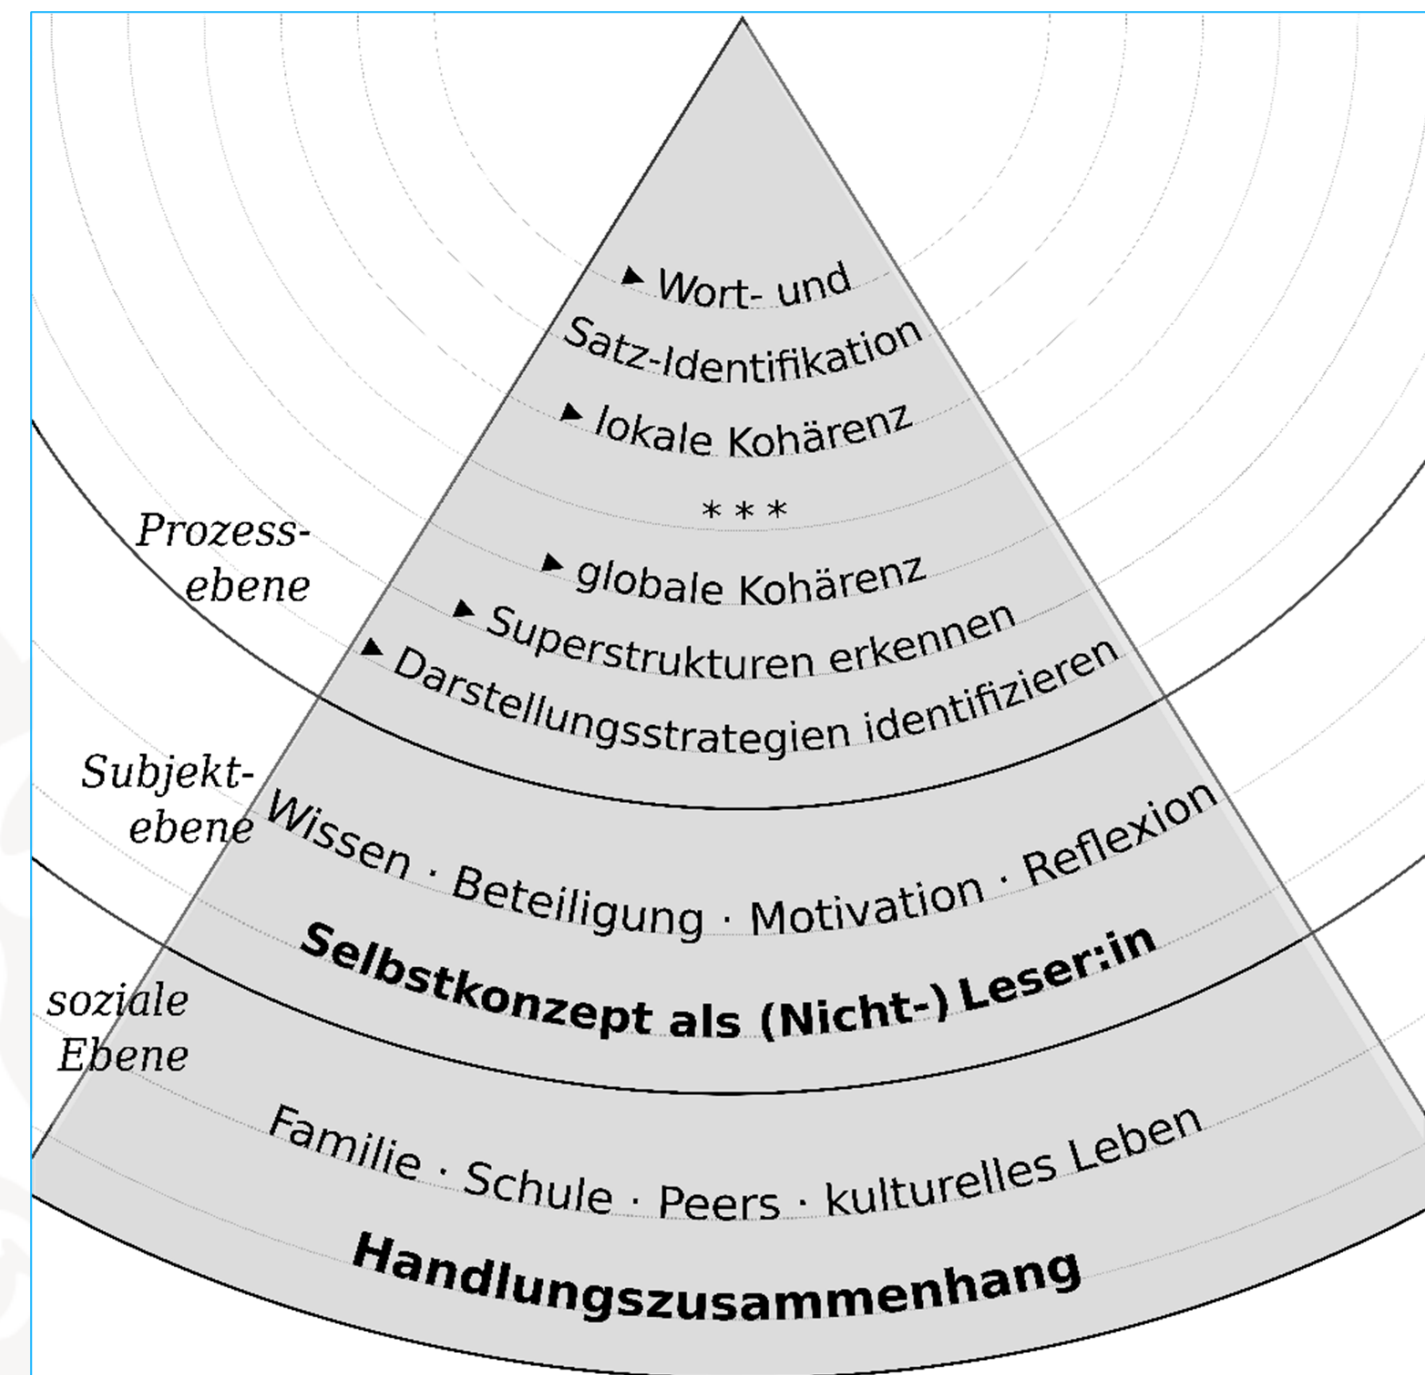 ▶ Wort- und
Satz-Identifikation
▶ lokale Kohärenz
* * *
▶ globale Kohärenz
▶ Superstrukturen erkennen
▶ Darstellungsstrategien identifizieren
Prozess-
ebene
Wissen · Beteiligung · Motivation · Reflexion
Selbstkonzept als (Nicht-) Leser:in
Subjekt-
ebene
Familie · Schule · Peers · kulturelles Leben
Handlungszusammenhang
soziale
Ebene